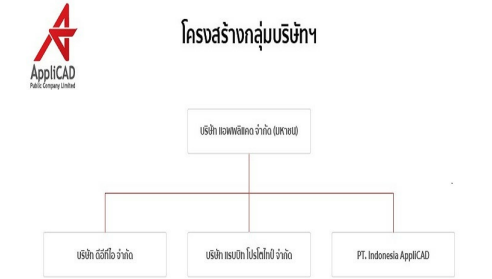 AppliCAD
Public Company Limited
โครงสร้างกลุ่มบริษัทฯ
บริษัท แอพพลิแคด จำกัด (มหาชน)
บริษัท ดีอีทีไอ จำกัด
บริษัท แรบบิท โปรโตไทป์ จำกัด
PT. Indonesia AppliCAD